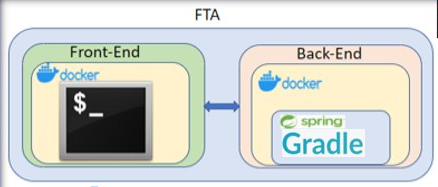 FTA
Front-End
docker
$_
Back-End
docker
spring
Gradle